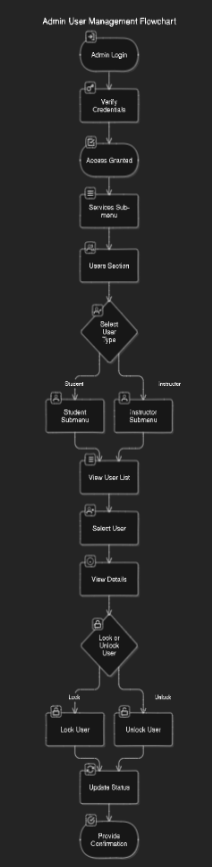 Admin User Management Flowchart
Admin Login
Verify
Credentials
Access Granted
Services Sub-
menu
Users Section
Select
User
Type
Student
Instructor
Student
Submenu
Instructor
Submenu
View User List
Select User
View Details
Lock or
Unlock
User
Lock
Unlock
Lock User
Unlock User
Update Status
Provide
Confirmation